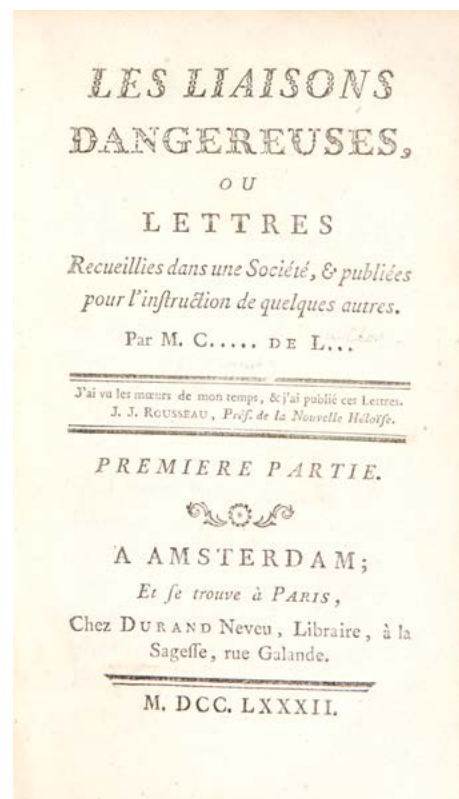 LES LIAISONS
DANGEREUSES,
OU
LETTRES
Recueillies dans une Société, & publiées
pour l'inſtruction de quelques autres.
Par M. C..... DE L...
J'ai vu les mœurs de mon temps, & j'ai publié ces Lettres.
J. J. ROUSSEAU, Préf. de la Nouvelle Héloïſe.
PREMIERE PARTIE.
A AMSTERDAM;
Et ſe trouve à PARIS,
Chez DURAND Neveu, Libraire, à la
Sageſſe, rue Galande.
M. DCC. LXXXII.